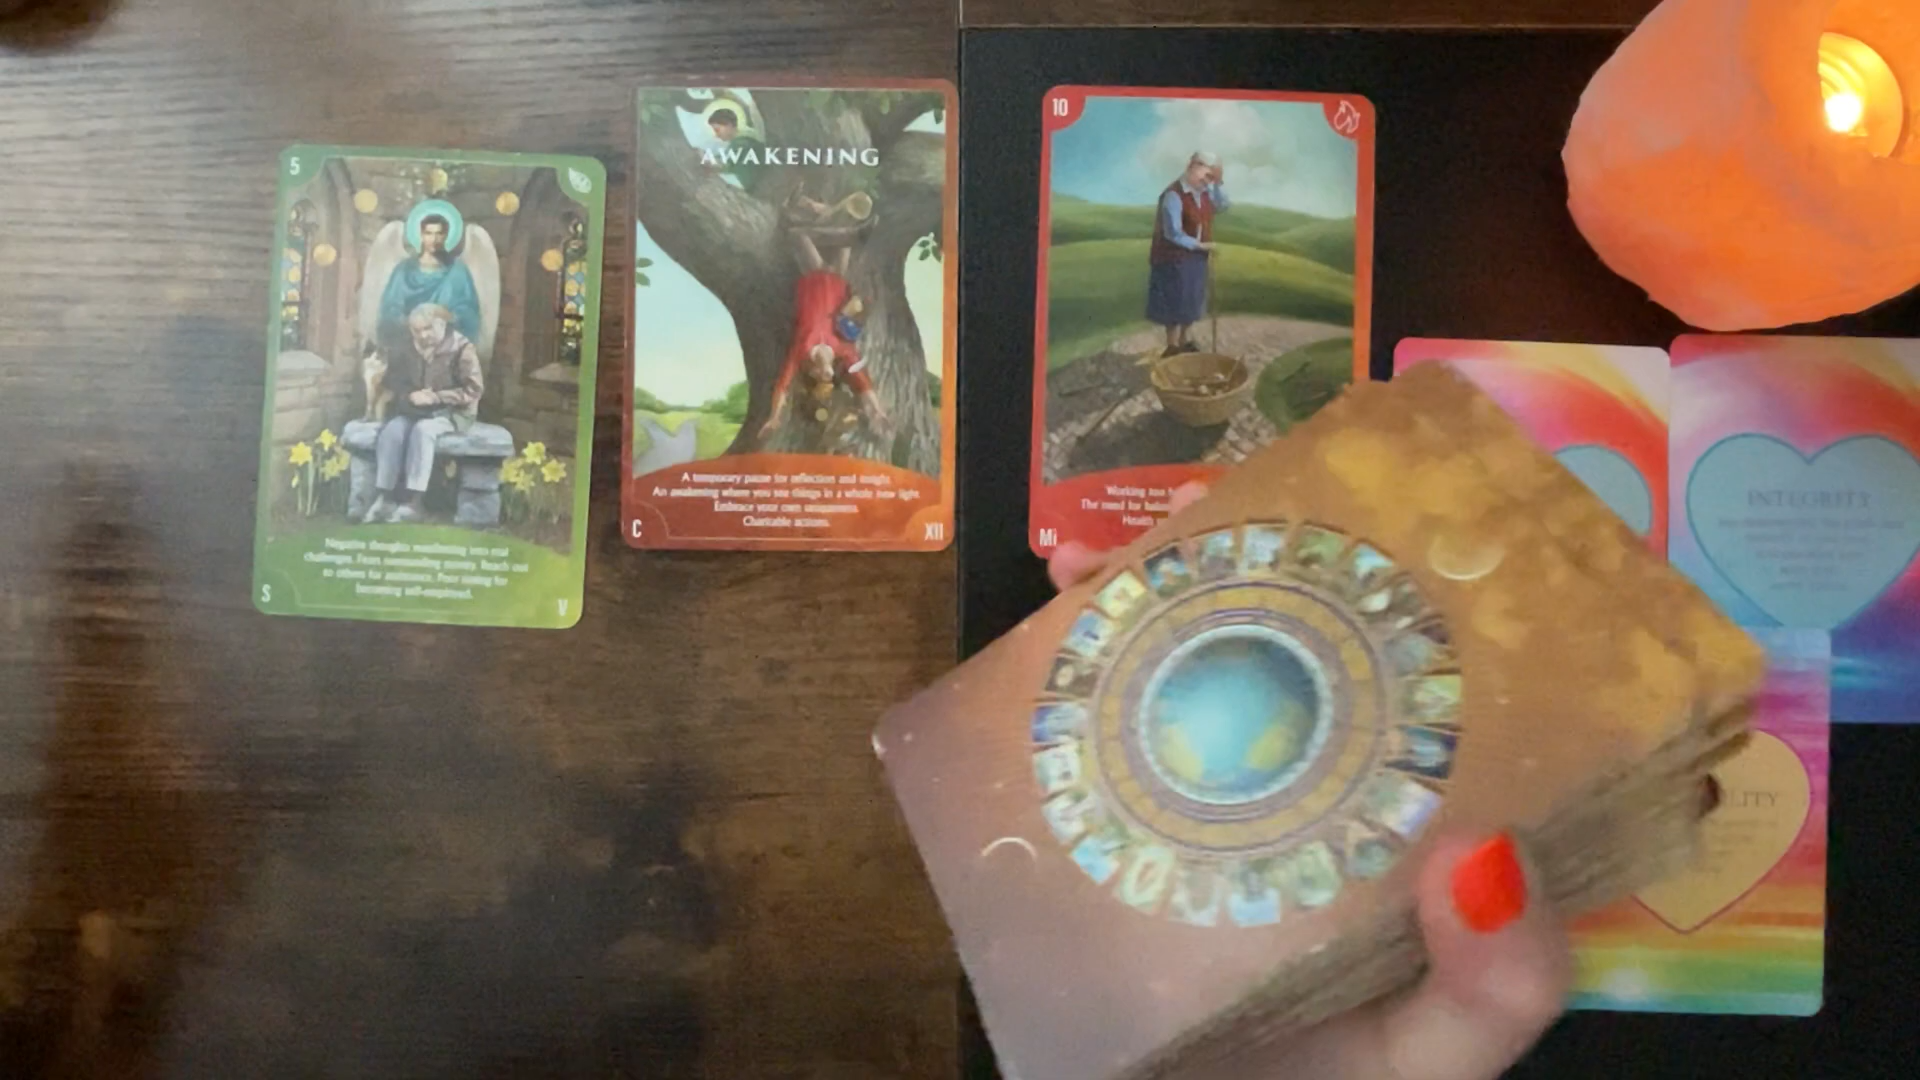 5
Negative thoughts manifesting into real
challenges. Fears surrounding money. Reach out
to others for assistance. Poor timing for
becoming self-employed.
S
V
AWAKENING
A temporary pause for reflection and insight.
An awakening where you see things in a whole new light.
Embrace your own uniqueness.
Charitable actions.
C
XII
10
Working too
The need for
Health
Mi
INTEGRITY